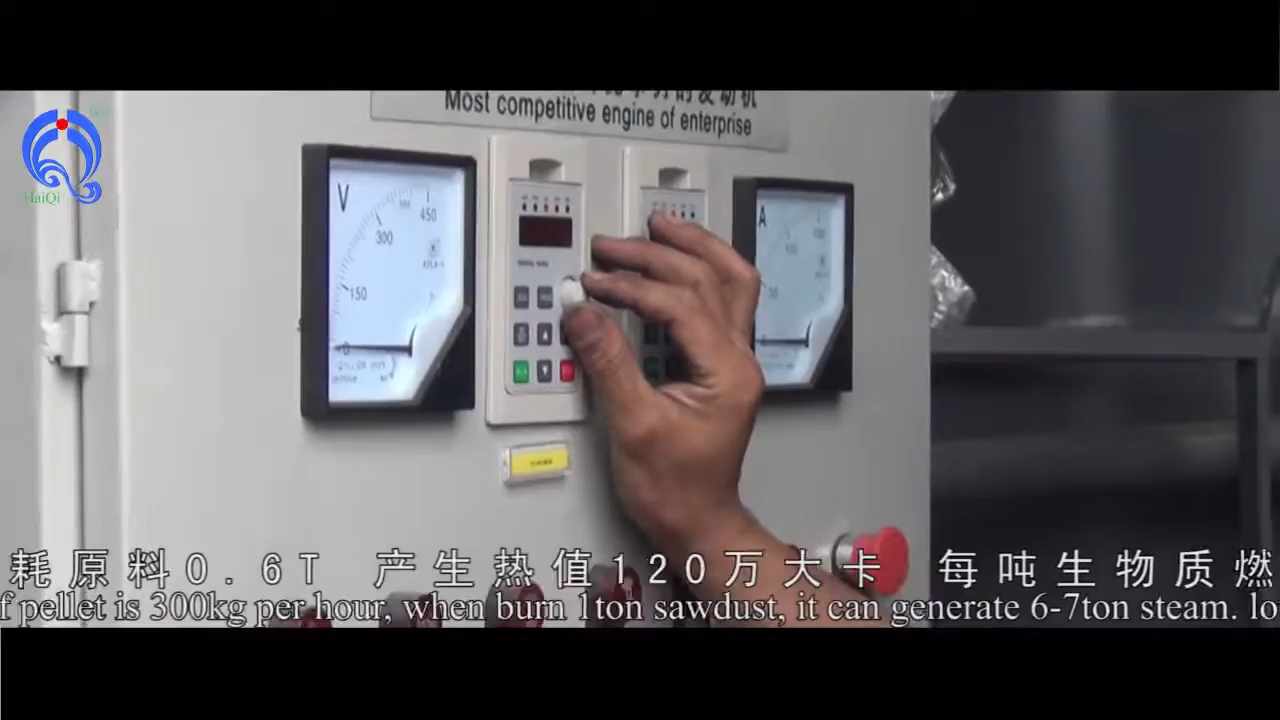 Most competitive engine of enterprise
HaiQi
V
450
300
150
0
A
耗原料0.6T 产生热值120万大卡 每吨生物质燃
f pellet is 300kg per hour, when burn 1ton sawdust, it can generate 6-7ton steam. lo